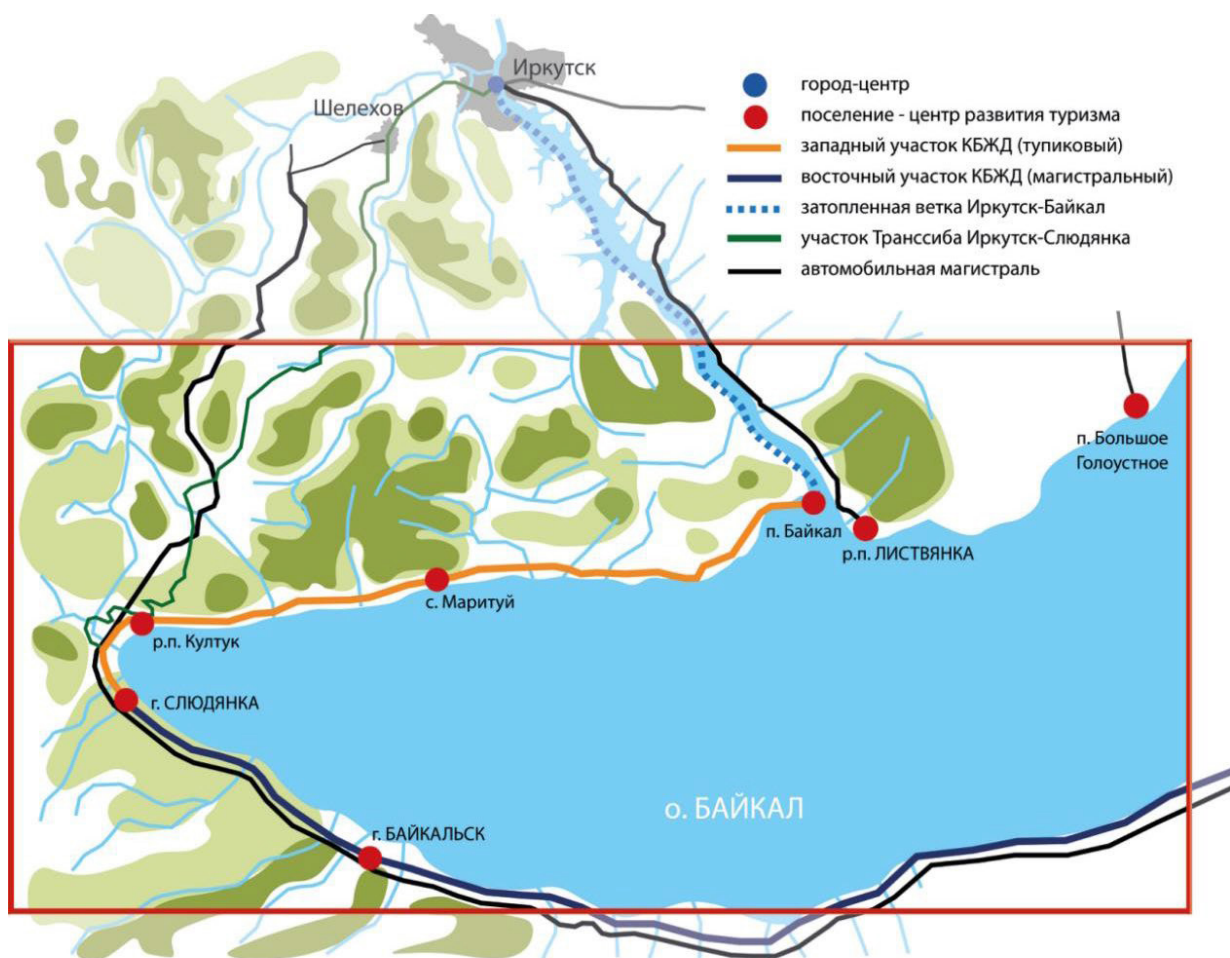 Иркутск
Шелехов
город-центр
поселение - центр развития туризма
западный участок КБЖД (тупиковый)
восточный участок КБЖД (магистральный)
затопленная ветка Иркутск-Байкал
участок Транссиба Иркутск-Слюдянка
автомобильная магистраль
п. Большое
Голоустное
п. Байкал
р.п. ЛИСТВЯНКА
с. Маритуй
р.п. Култук
г. СЛЮДЯНКА
о. БАЙКАЛ
г. БАЙКАЛЬСК